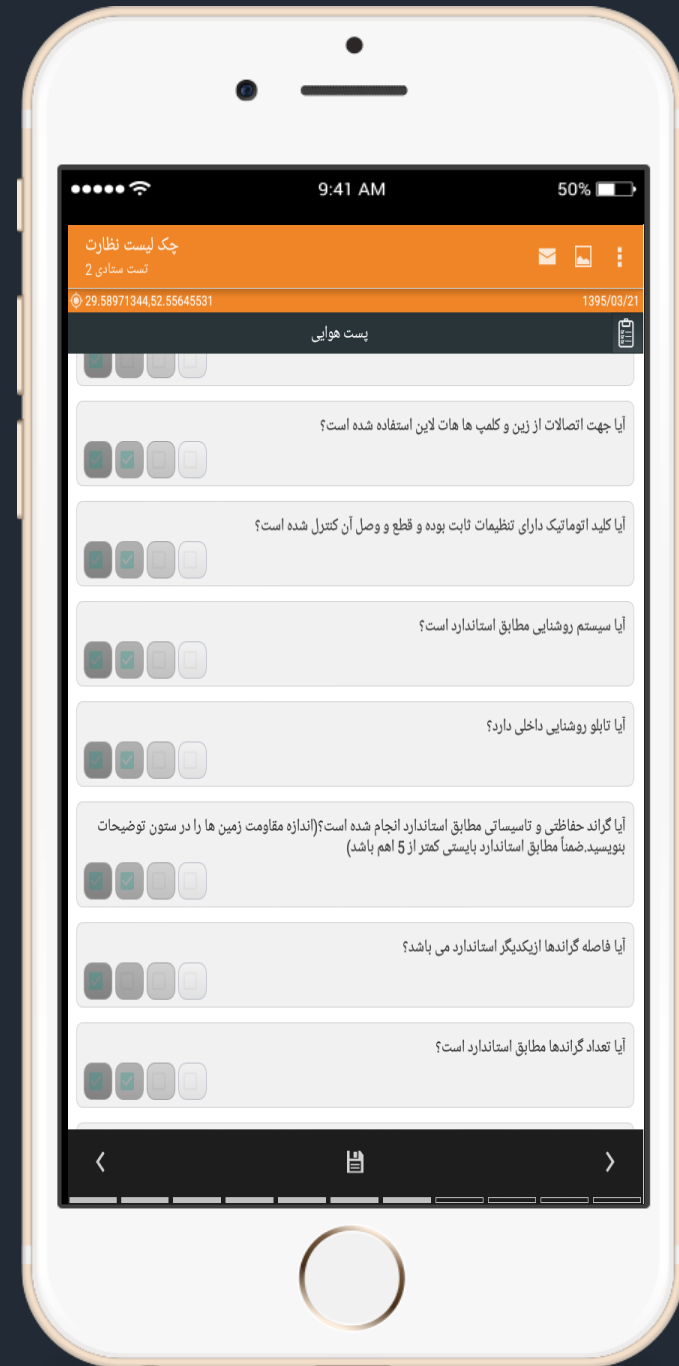 9:41 AM
50%
چک لیست نظارت
تست ستادی 2
29.58971344,52.55645531
1395/03/21
پست هوایی
آیا جهت اتصالات از زین و کلمپ ها هات لاین استفاده شده است؟
آیا کلید اتوماتیک دارای تنظیمات ثابت بوده و قطع و وصل آن کنترل شده است؟
آیا سیستم روشنایی مطابق استاندارد است؟
آیا تابلو روشنایی داخلی دارد؟
آیا گراند حفاظتی و تاسیساتی مطابق استاندارد انجام شده است؟(اندازه مقاومت زمین ها را در ستون توضیحات
بنویسید.ضمناً مطابق استاندارد بایستی کمتر از 5 اهم باشد)
آیا فاصله گراندها ازیکدیگر استاندارد می باشد؟
آیا تعداد گراندها مطابق استاندارد است؟